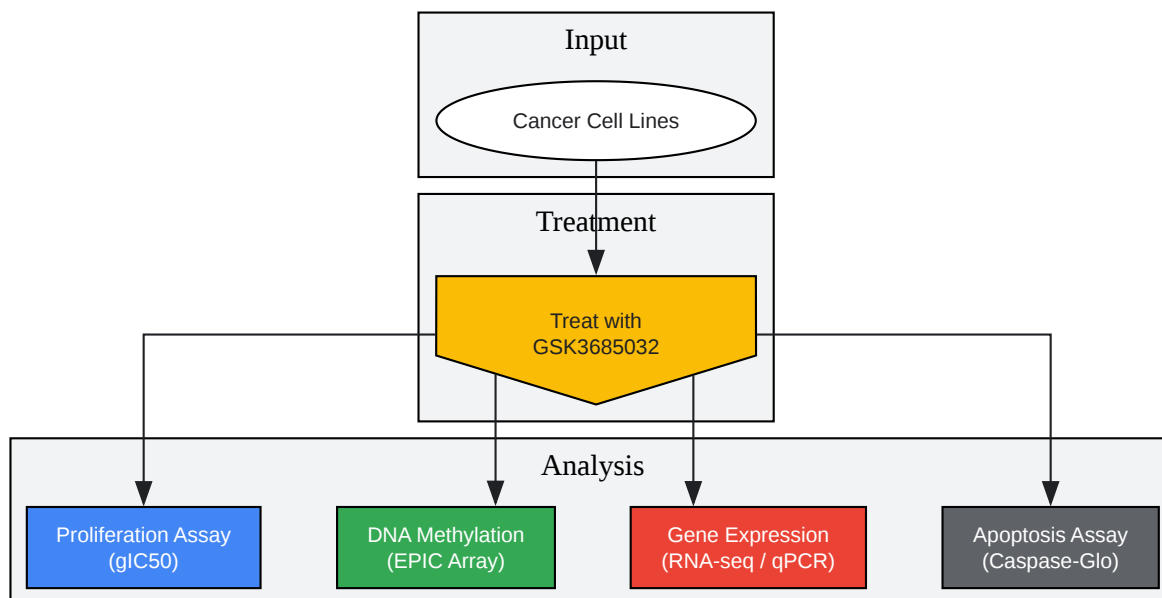 Input
Cancer Cell Lines
Treatment
Treat with
GSK3685032
Analysis
Proliferation Assay
(gIC50)
DNA Methylation
(EPIC Array)
Gene Expression
(RNA-seq / qPCR)
Apoptosis Assay
(Caspase-Glo)